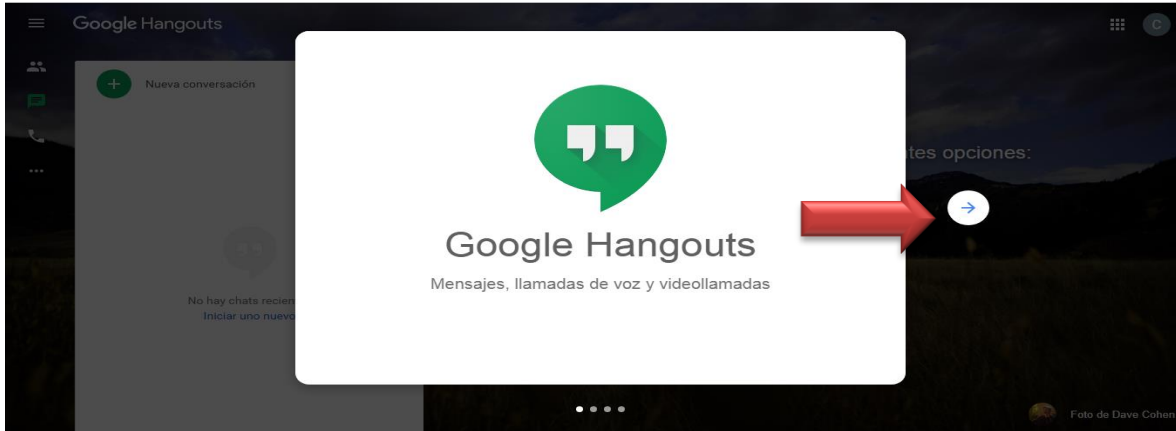 Google Hangouts
C
Nueva conversación
tes opciones:
Google Hangouts
Mensajes, llamadas de voz y videollamadas
No hay chats recien
Iniciar uno nuevo
Foto de Dave Cohen